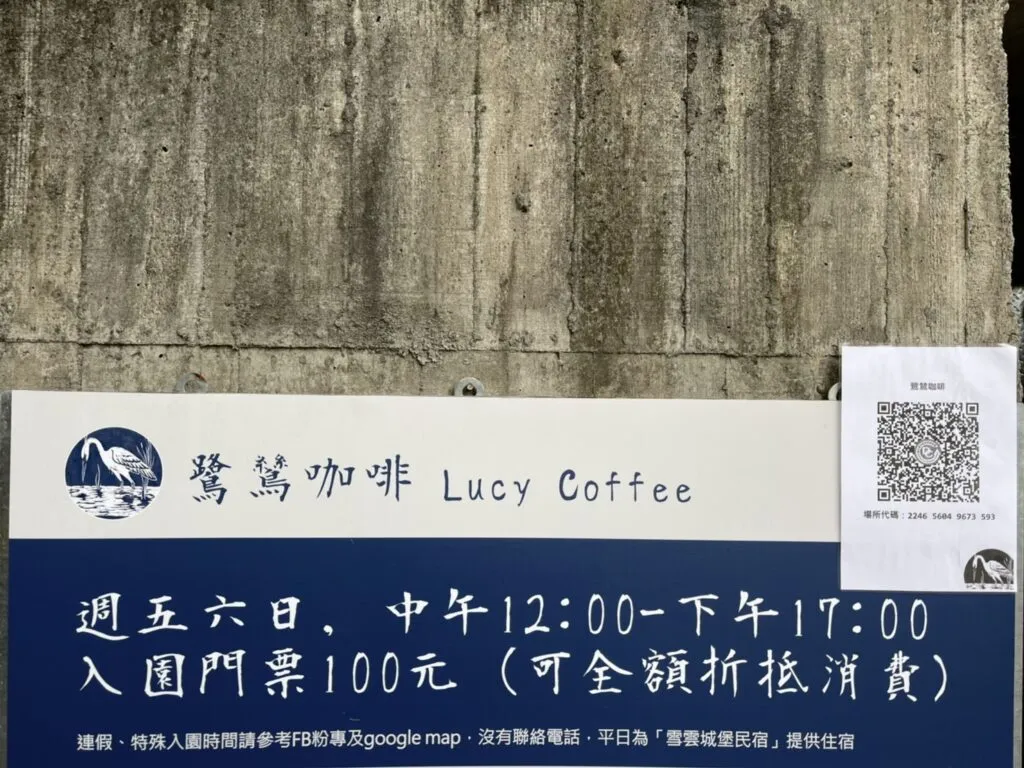 鷺鷥咖啡 Lucy Coffee
鷺鷥咖啡
場所代碼：2246 5604 9673 593
週五六日, 中午12:00-下午17:00
入園門票100元 (可全額折抵消費)
連假、特殊入園時間請參考FB粉專及google map，沒有聯絡電話，平日為「雪雲城堡民宿」提供住宿